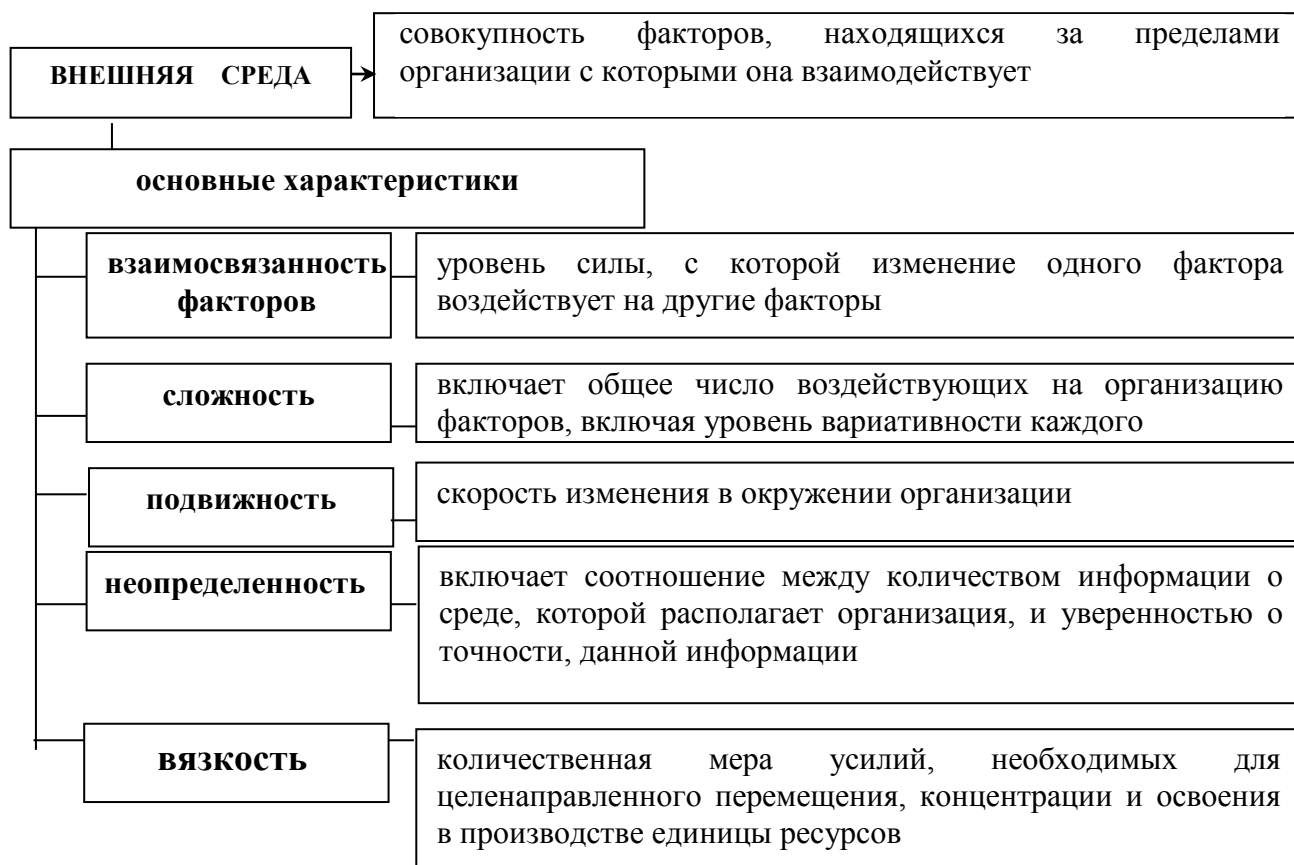 ВНЕШНЯЯ СРЕДА
совокупность факторов, находящихся за пределами
организации с которыми она взаимодействует
основные характеристики
взаимосвязанность
факторов
уровень силы, с которой изменение одного фактора
воздействует на другие факторы
сложность
включает общее число воздействующих на организацию
факторов, включая уровень вариативности каждого
подвижность
скорость изменения в окружении организации
неопределенность
включает соотношение между количеством информации о
среде, которой располагает организация, и уверенностью о
точности, данной информации
вязкость
количественная мера усилий, необходимых для
целенаправленного перемещения, концентрации и освоения
в производстве единицы ресурсов